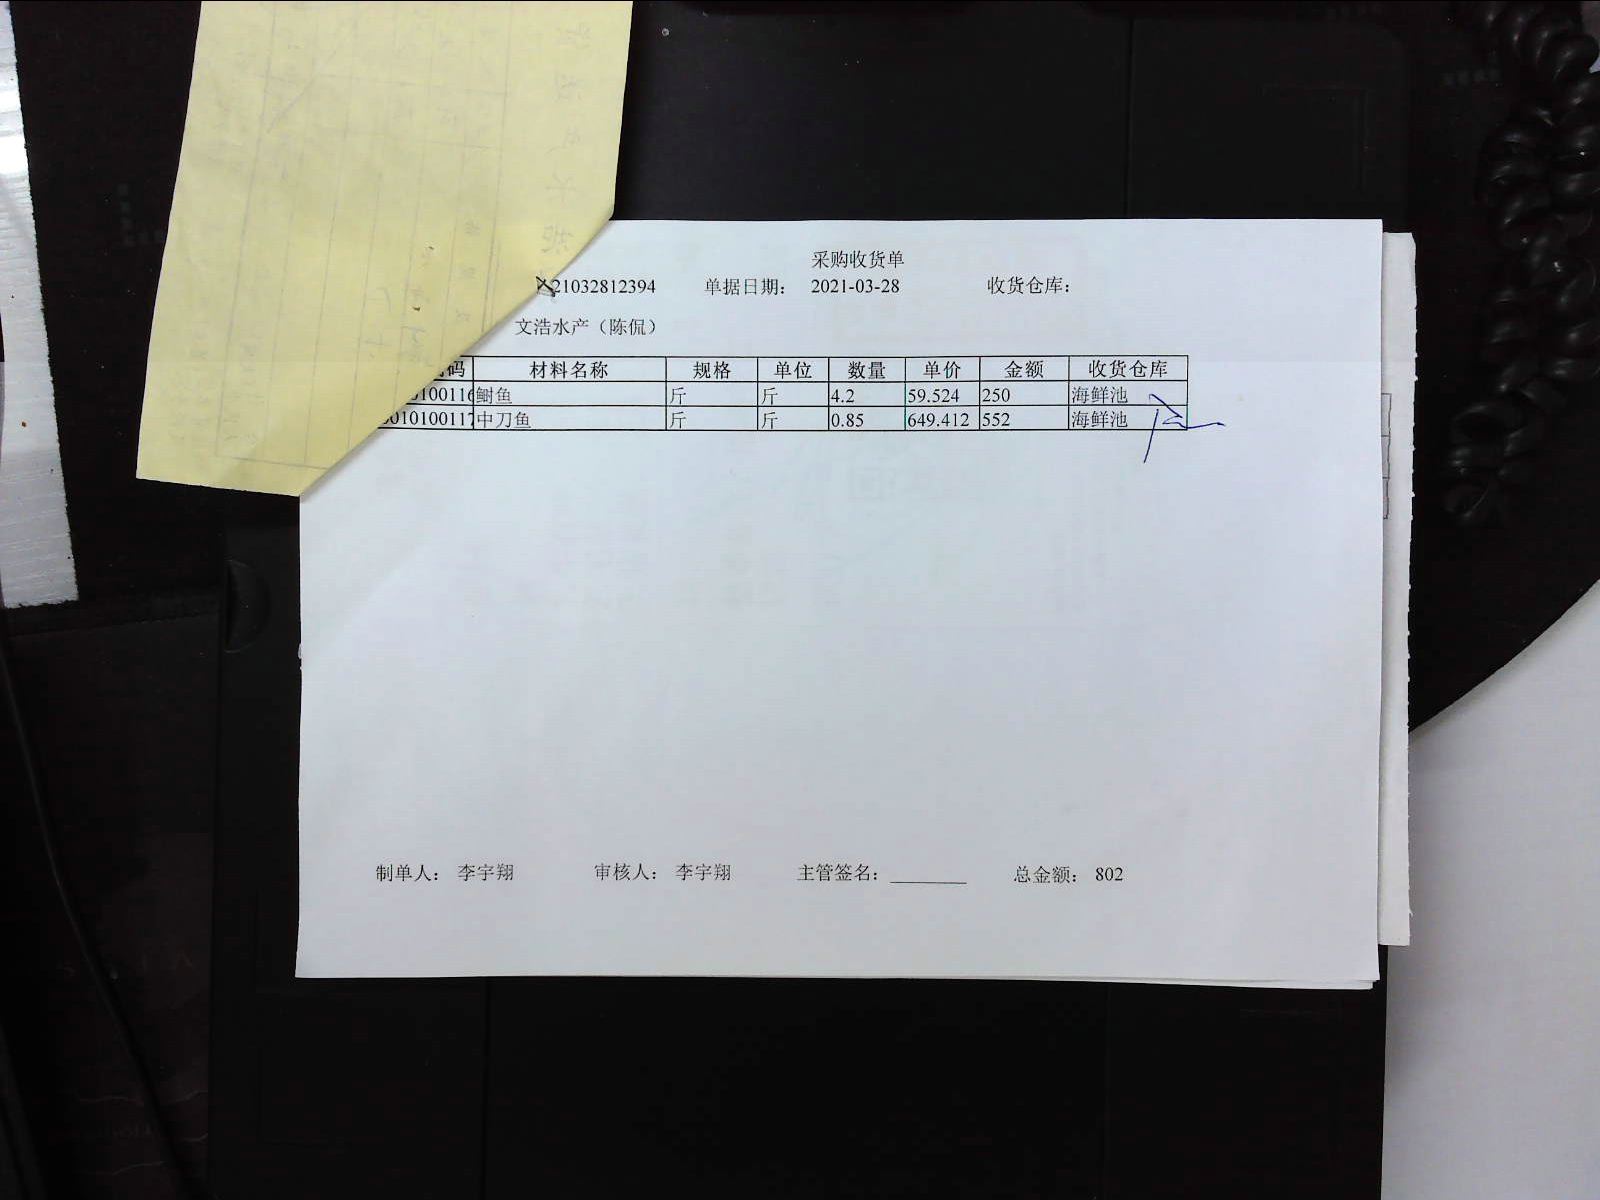 采购收货单
21032812394 单据日期: 2021-03-28 收货仓库:
文浩水产(陈侃)
码 材料名称 规格 单位 数量 单价 金额 收货仓库
0100116 鲥鱼 斤 斤 4.2 59.524 250 海鲜池
0010100117 中刀鱼 斤 斤 0.85 649.412 552 海鲜池
制单人: 李宇翔 审核人: 李宇翔 主管签名: ________ 总金额: 802